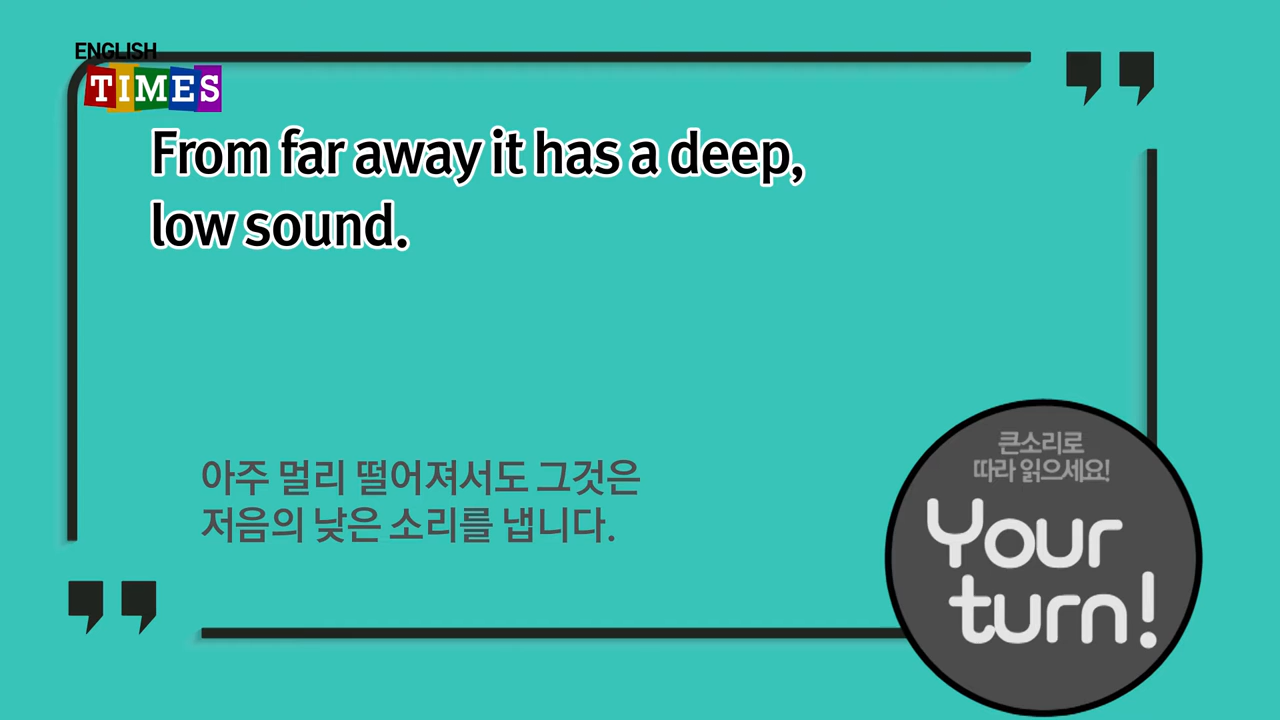 ENGLISH
TIMES
From far away it has a deep,
low sound.
아주 멀리 떨어져서도 그것은
저음의 낮은 소리를 냅니다.
큰소리로
따라 읽으세요!
Your
turn!